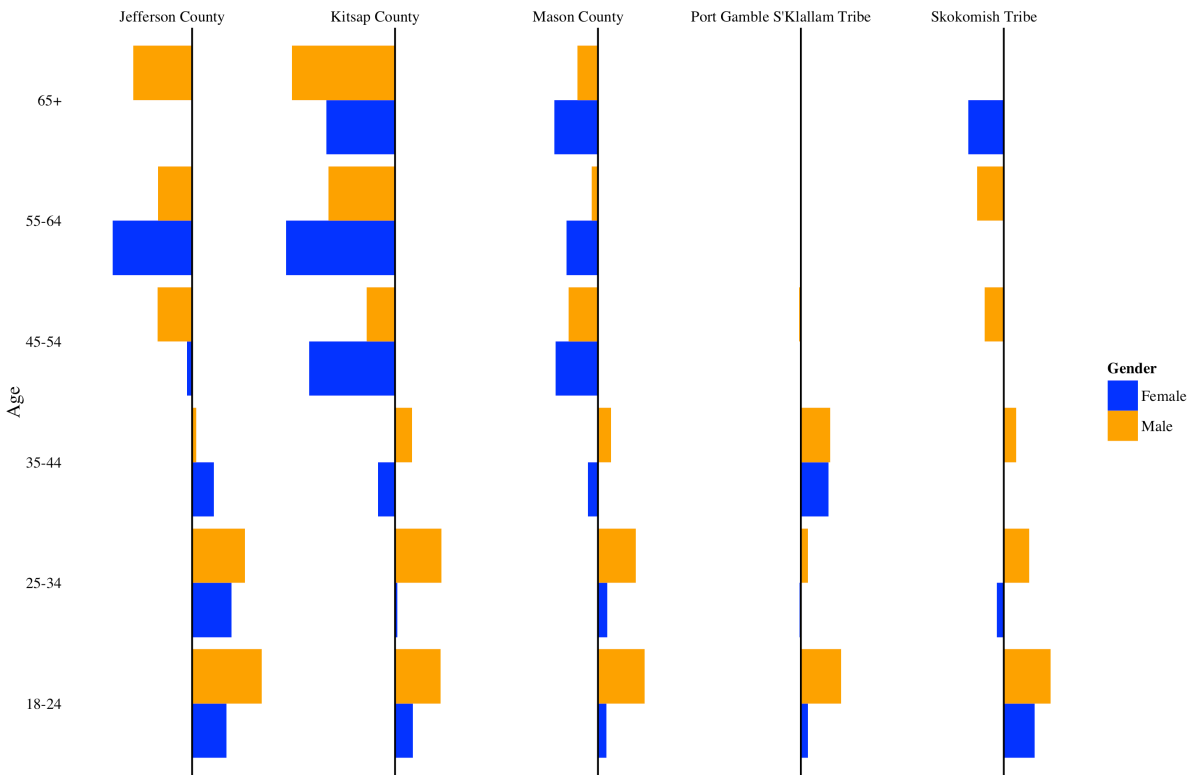 Jefferson County
Kitsap County
Mason County
Port Gamble S'Klallam Tribe
Skokomish Tribe
65+
55-64
45-54
35-44
25-34
18-24
Age
Gender
Female
Male